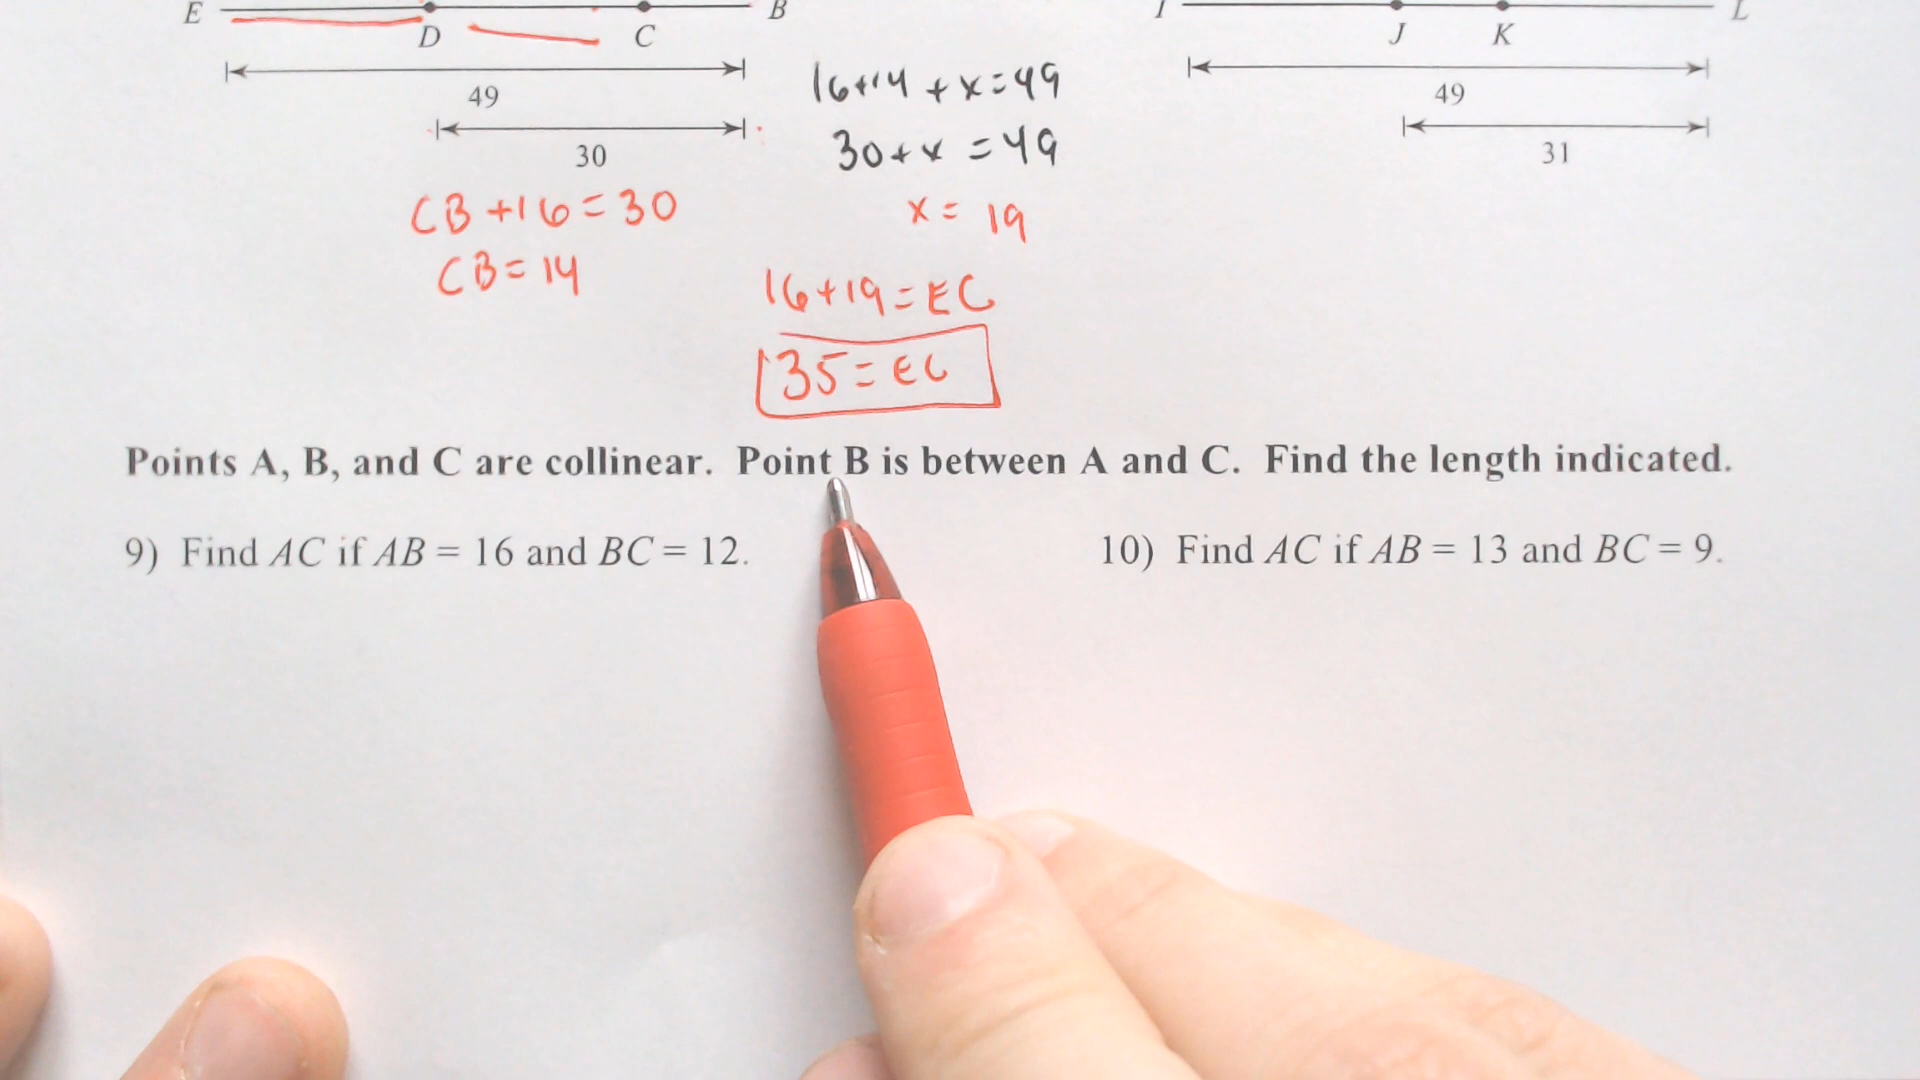 E D C B
49
30
CB+16=30
CB=14
16+14+x=49
30+x=49
x=19
16+19=EC
35=EC
I J K L
49
31
Points A, B, and C are collinear. Point B is between A and C. Find the length indicated.
9) Find AC if AB = 16 and BC = 12.
10) Find AC if AB = 13 and BC = 9.